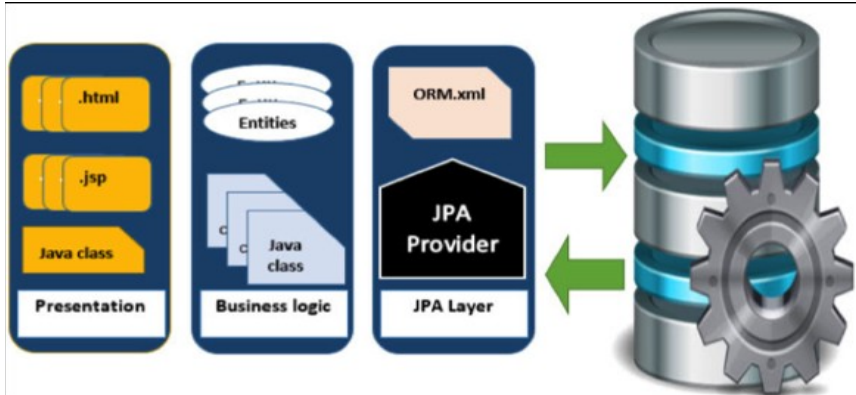 .html
.jsp
Java class
Presentation
Entities
Java
class
Business logic
ORM.xml
JPA
Provider
JPA Layer